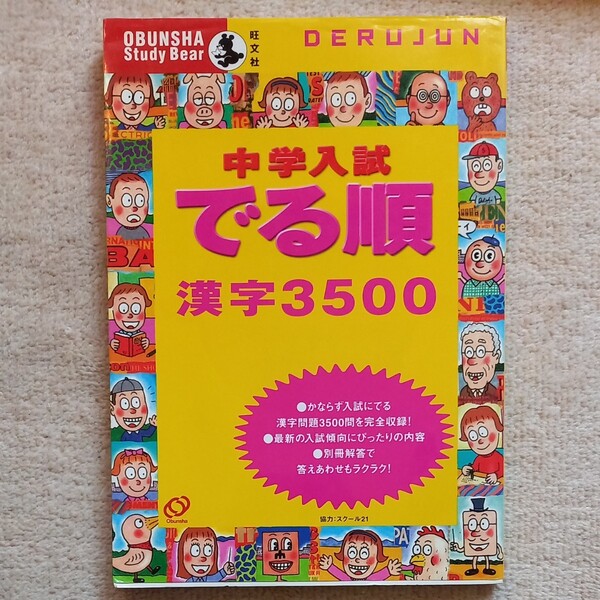 OBUNSHA
Study Bear
旺文社
DERUJUN
中学入試
でる順
漢字3500
●かならず入試にでる
漢字問題3500問を完全収録!
●最新の入試傾向にぴったりの内容
●別冊解答で
答えあわせもラクラク!
Obunsha
協力:スクール21